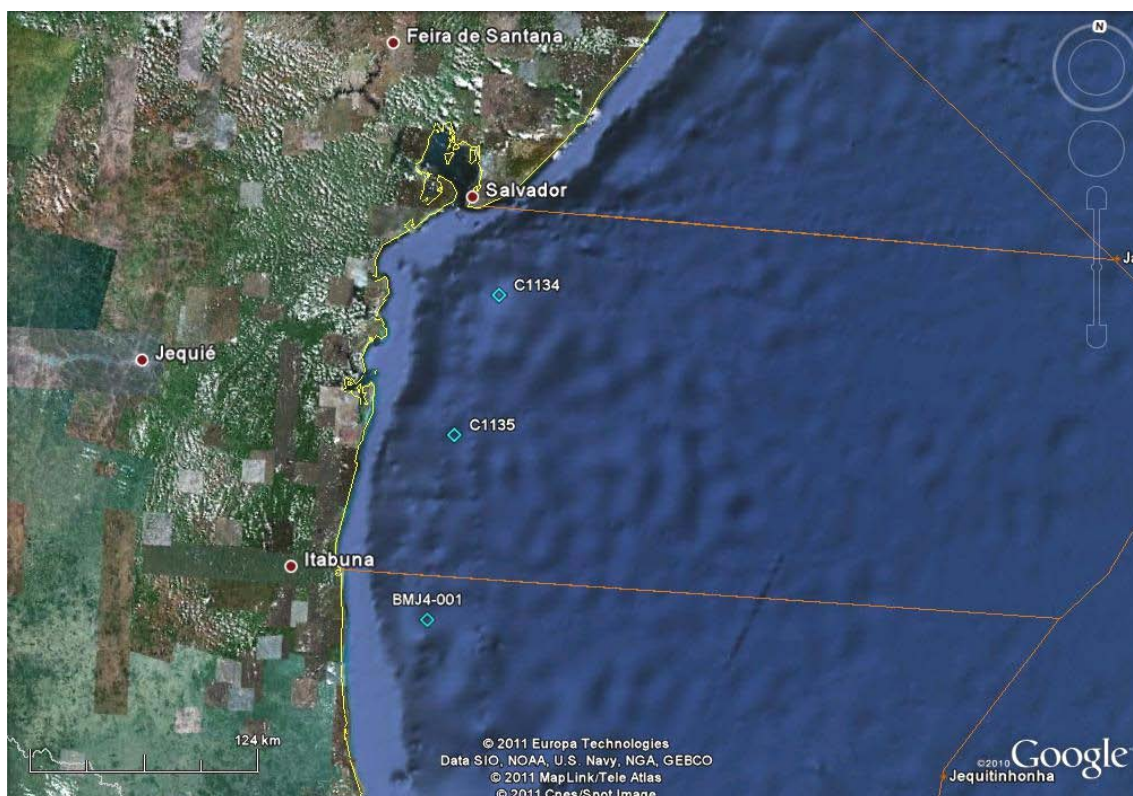 N
Feira de Santana
Salvador
C1134
Jequié
C1135
Itabuna
BMJ4-001
124 km
© 2011 Europa Technologies
Data SIO, NOAA, U.S. Navy, NGA, GEBCO
© 2011 MapLink/Tele Atlas
© 2011 Cnes/Spot Image
©2010 Google
Jequitinhonha